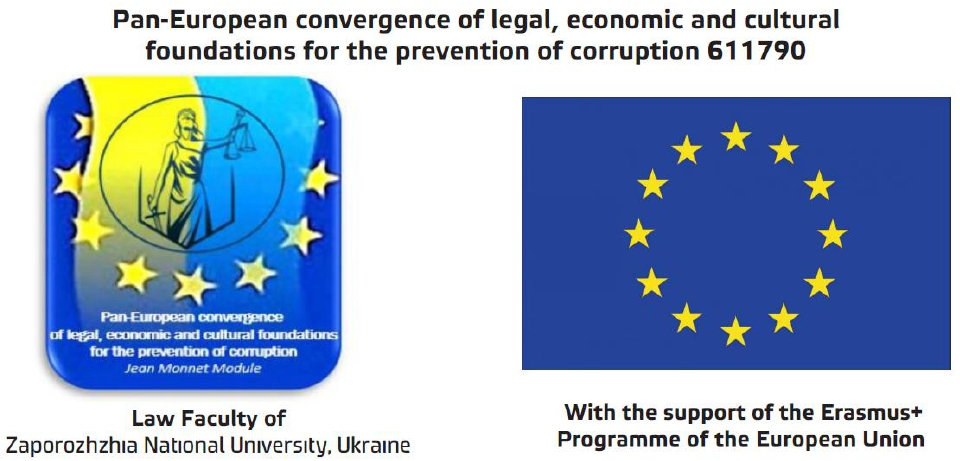 Pan-European convergence of legal, economic and cultural
foundations for the prevention of corruption 611790
Pan-European convergence
of legal, economic and cultural foundations
for the prevention of corruption
Jean Monnet Module
Law Faculty of
Zaporozhzhia National University, Ukraine
With the support of the Erasmus+
Programme of the European Union